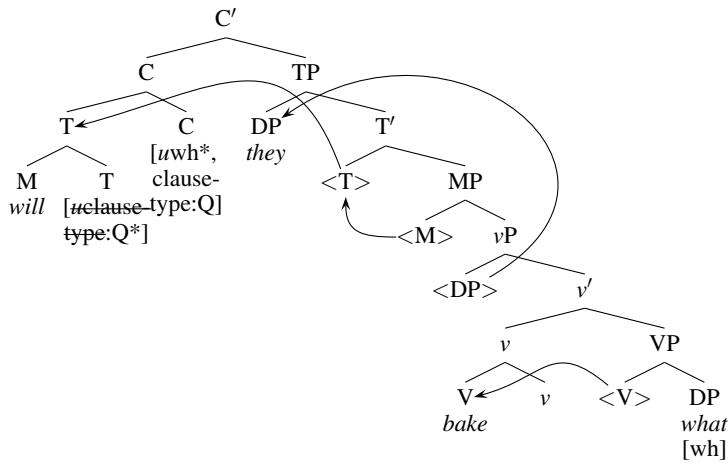 C′
C TP
T C DP T′
[uwh*, they
M T clause- <T> MP
will [uclause- type:Q]
type:Q*] <M> vP
<DP> v′
v VP
V v <V> DP
bake what
[wh]